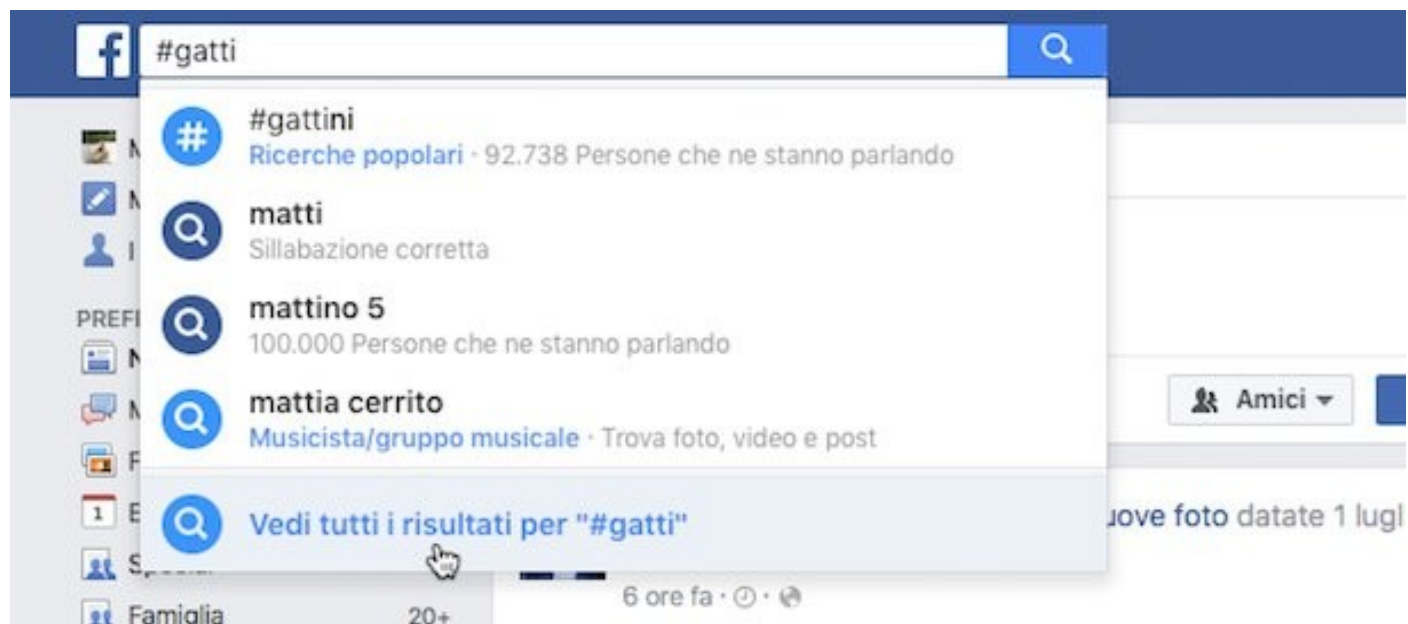 #gatti
#gattini
Ricerche popolari · 92.738 Persone che ne stanno parlando
matti
Sillabazione corretta
mattino 5
100.000 Persone che ne stanno parlando
mattia cerrito
Musicista/gruppo musicale · Trova foto, video e post
Vedi tutti i risultati per "#gatti"
PREFE
Amici
uove foto datate 1 lugl
6 ore fa
Famiglia 20+